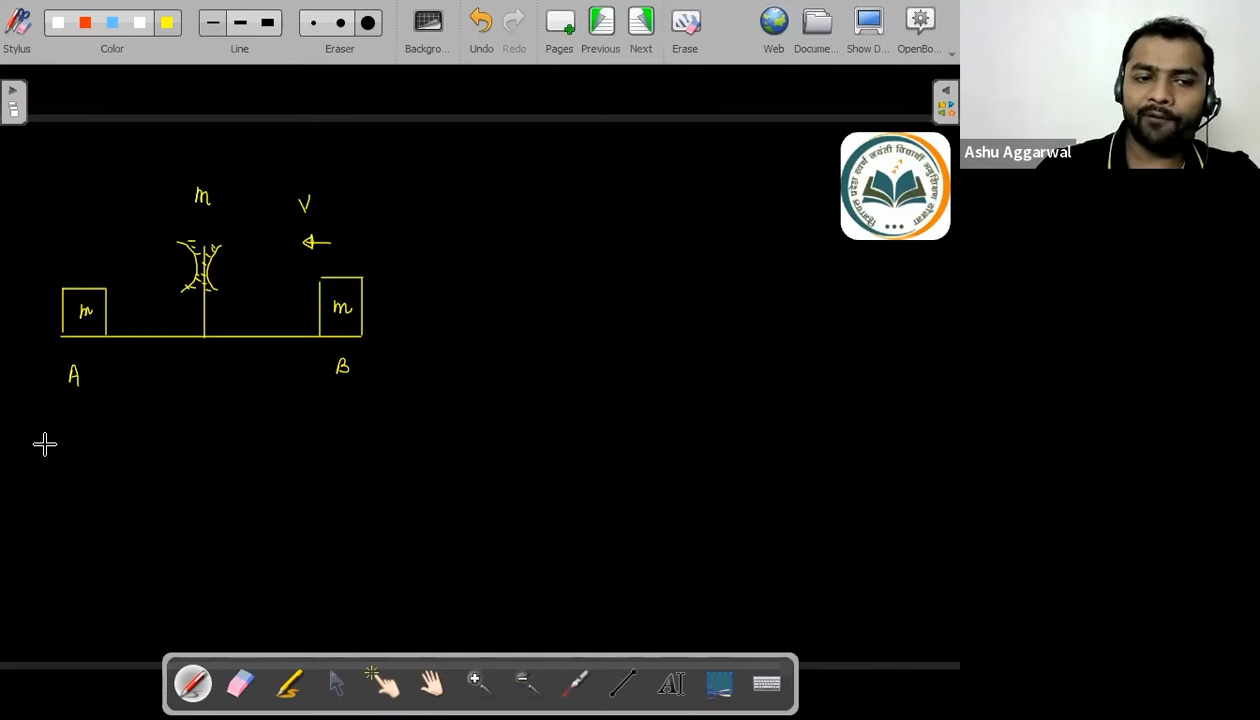 Stylus
Color
Line
Eraser
Backgro...
Undo
Redo
Pages
Previous
Next
Erase
Web
Docume...
Show D...
OpenBo...
Ashu Aggarwal
m
V
m
m
A
B